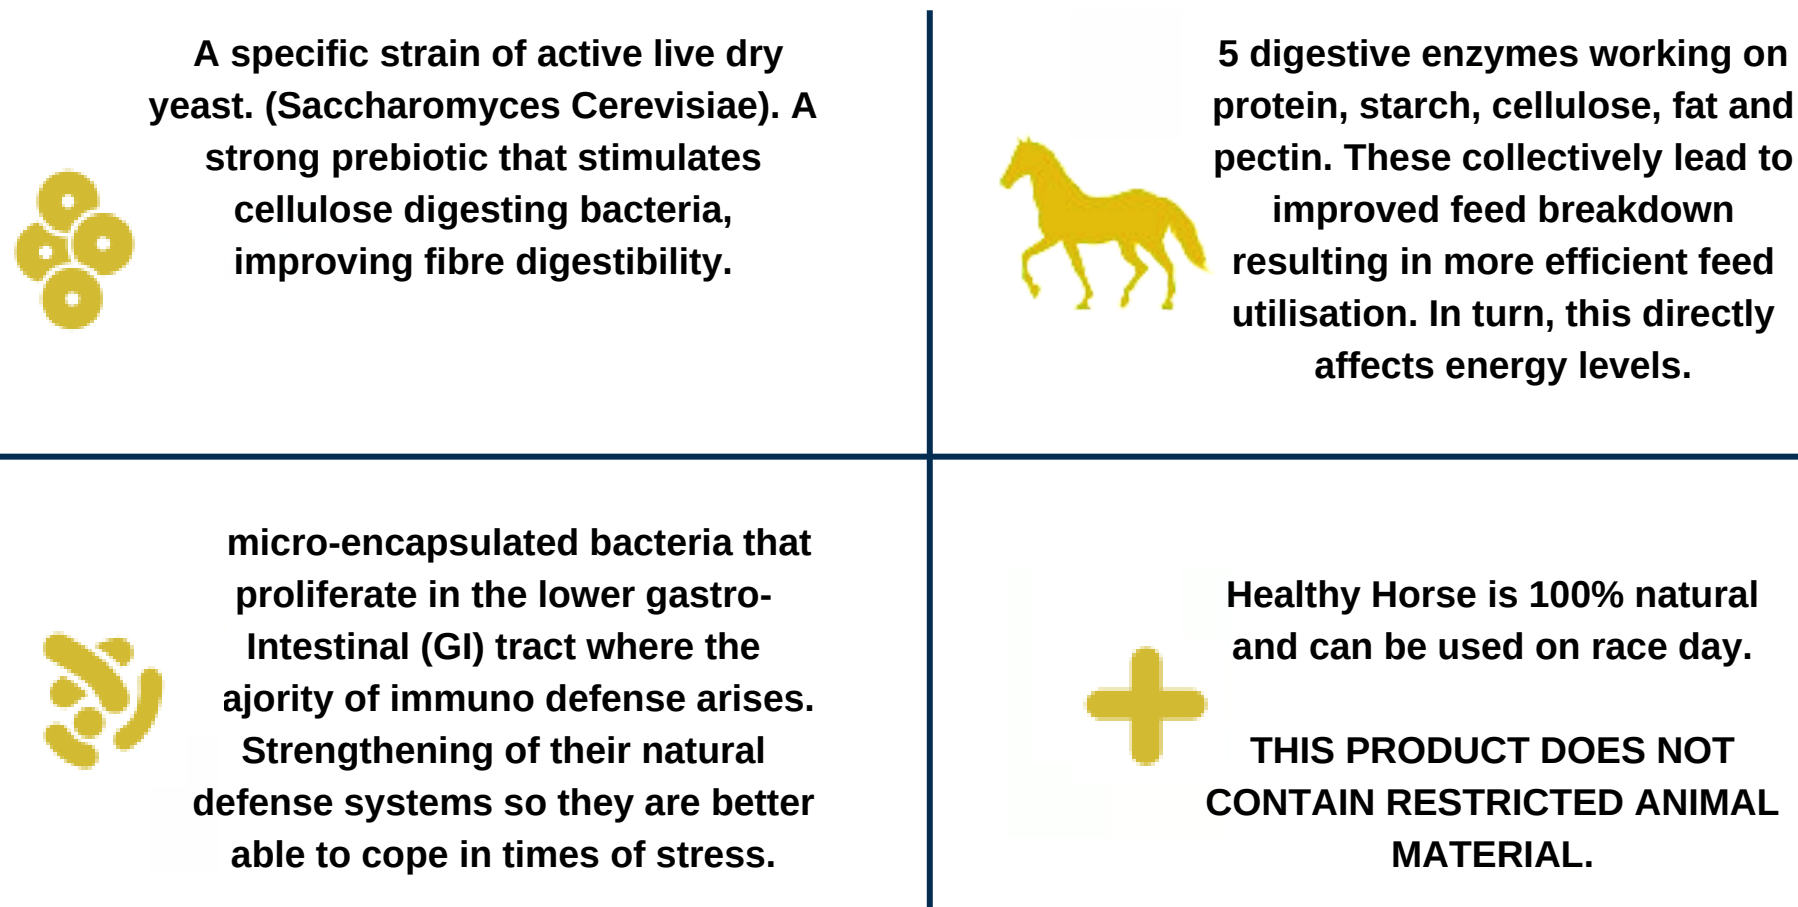 A specific strain of active live dry
yeast. (Saccharomyces Cerevisiae). A
strong prebiotic that stimulates
cellulose digesting bacteria,
improving fibre digestibility.
5 digestive enzymes working on
protein, starch, cellulose, fat and
pectin. These collectively lead to
improved feed breakdown
resulting in more efficient feed
utilisation. In turn, this directly
affects energy levels.
micro-encapsulated bacteria that
proliferate in the lower gastro-
Intestinal (GI) tract where the
ajority of immuno defense arises.
Strengthening of their natural
defense systems so they are better
able to cope in times of stress.
Healthy Horse is 100% natural
and can be used on race day.
THIS PRODUCT DOES NOT
CONTAIN RESTRICTED ANIMAL
MATERIAL.